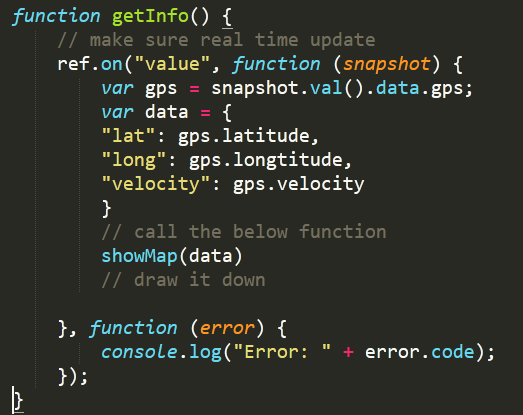 function getInfo() {
// make sure real time update
ref.on("value", function (snapshot) {
var gps = snapshot.val().data.gps;
var data = {
"lat": gps.latitude,
"long": gps.longtitude,
"velocity": gps.velocity
}
// call the below function
showMap(data)
// draw it down
}, function (error) {
console.log("Error: " + error.code);
});
}